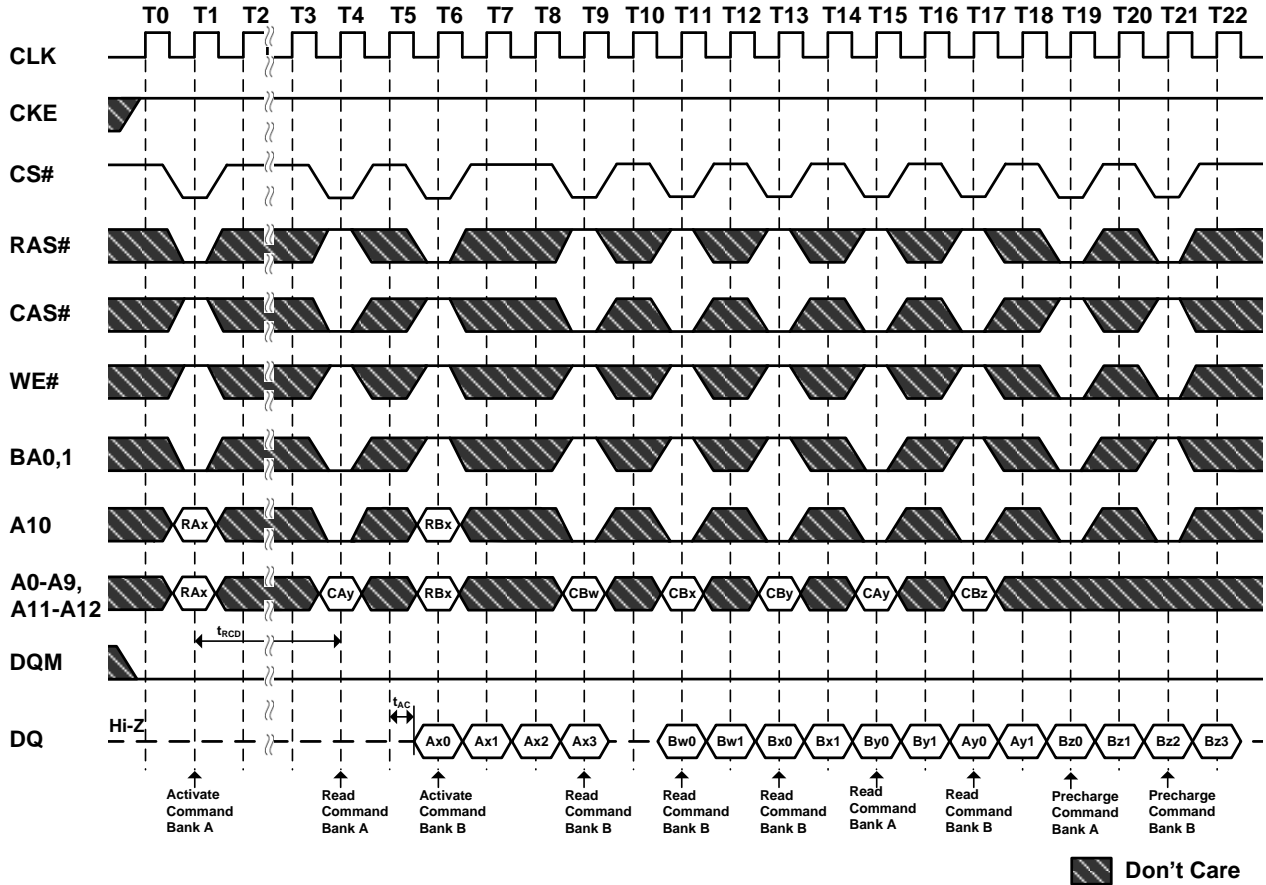 T0 T1 T2 T3 T4 T5 T6 T7 T8 T9 T10 T11 T12 T13 T14 T15 T16 T17 T18 T19 T20 T21 T22
CLK
CKE
CS#
RAS#
CAS#
WE#
BA0,1
A10 RAx RBx
A0-A9,
A11-A12 RAx CAy RBx CBw CBx CBy CAy CBz
tRCD
DQM
tAC
Hi-Z
DQ Ax0 Ax1 Ax2 Ax3 Bw0 Bw1 Bx0 Bx1 By0 By1 Ay0 Ay1 Bz0 Bz1 Bz2 Bz3
Activate
Command
Bank A
Read
Command
Bank A
Activate
Command
Bank B
Read
Command
Bank B
Read
Command
Bank B
Read
Command
Bank B
Read
Command
Bank A
Read
Command
Bank B
Precharge
Command
Bank A
Precharge
Command
Bank B
Don't Care